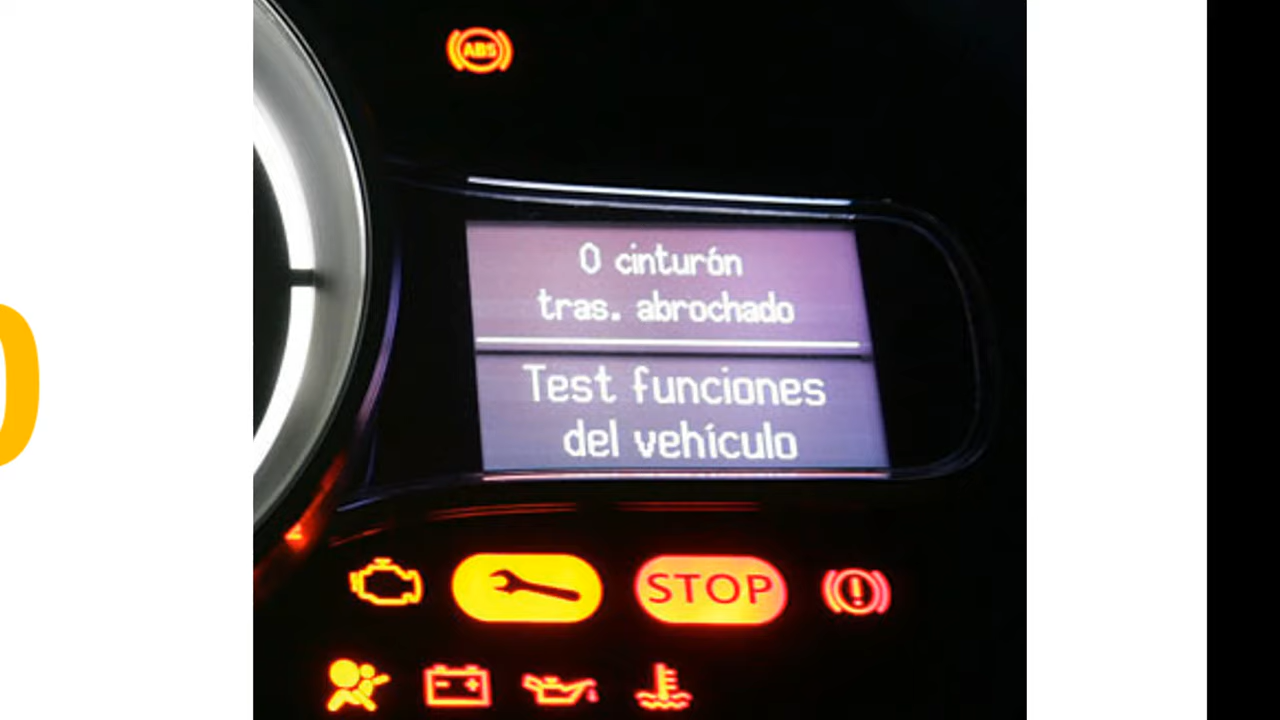 ABS
0 cinturón
tras. abrochado
Test funciones
del vehículo
STOP